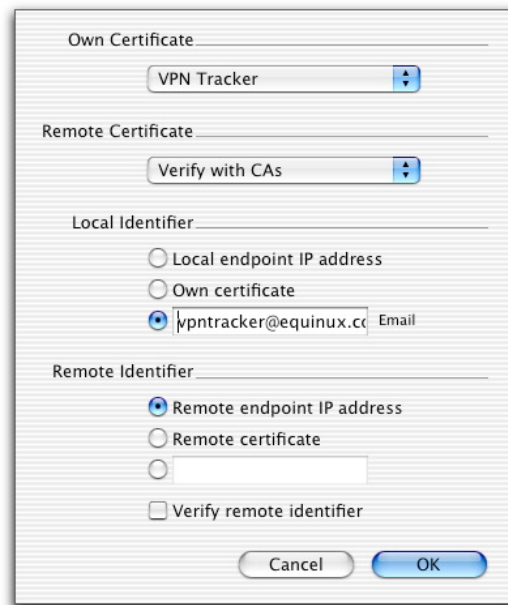 Own Certificate
VPN Tracker
Remote Certificate
Verify with CAs
Local Identifier
Local endpoint IP address
Own certificate
vpntracker@equinux.cc Email
Remote Identifier
Remote endpoint IP address
Remote certificate
Verify remote identifier
Cancel OK